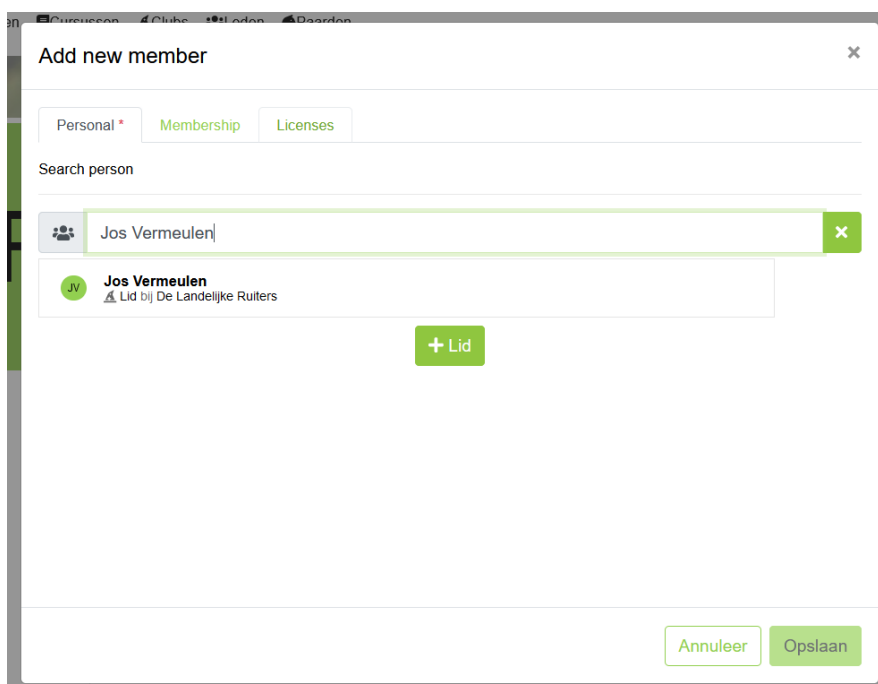 Cursussen Clubs Leden Paarden
Add new member ×
Personal * Membership Licenses
Search person
Jos Vermeulen
JV
Jos Vermeulen
Lid bij De Landelijke Ruiters
+ Lid
Annuleer Opslaan